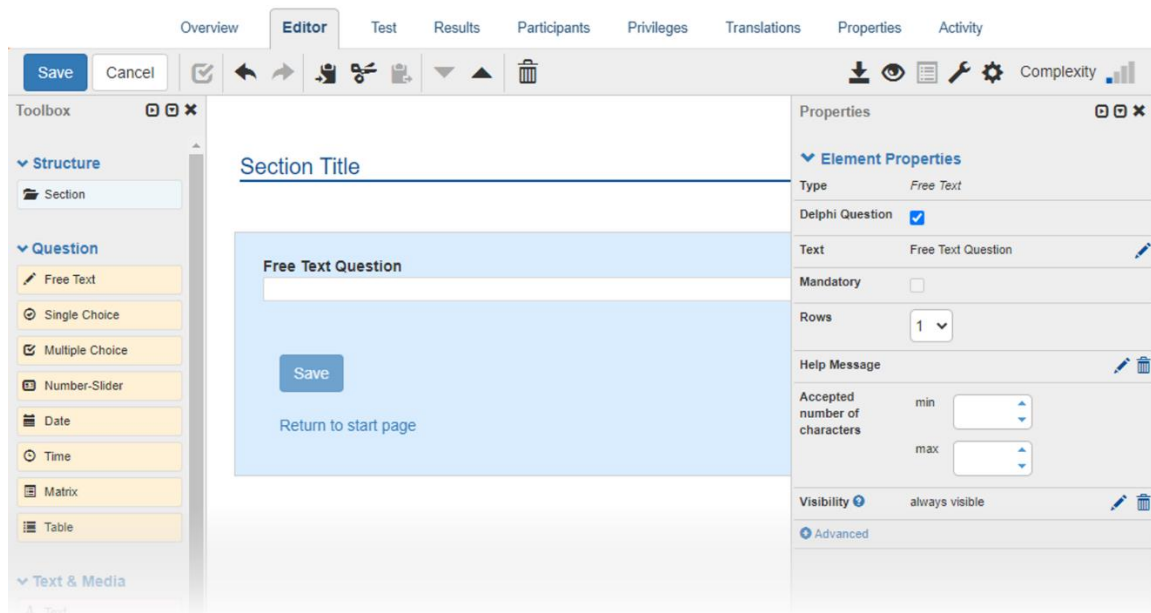 Overview Editor Test Results Participants Privileges Translations Properties Activity
Save Cancel Complexity
Toolbox
Structure
Section
Question
Free Text
Single Choice
Multiple Choice
Number-Slider
Date
Time
Matrix
Table
Text & Media
Text
Section Title
Free Text Question
Save
Return to start page
Properties
Element Properties
Type Free Text
Delphi Question
Text Free Text Question
Mandatory
Rows 1
Help Message
Accepted
number of
characters
min
max
Visibility always visible
Advanced